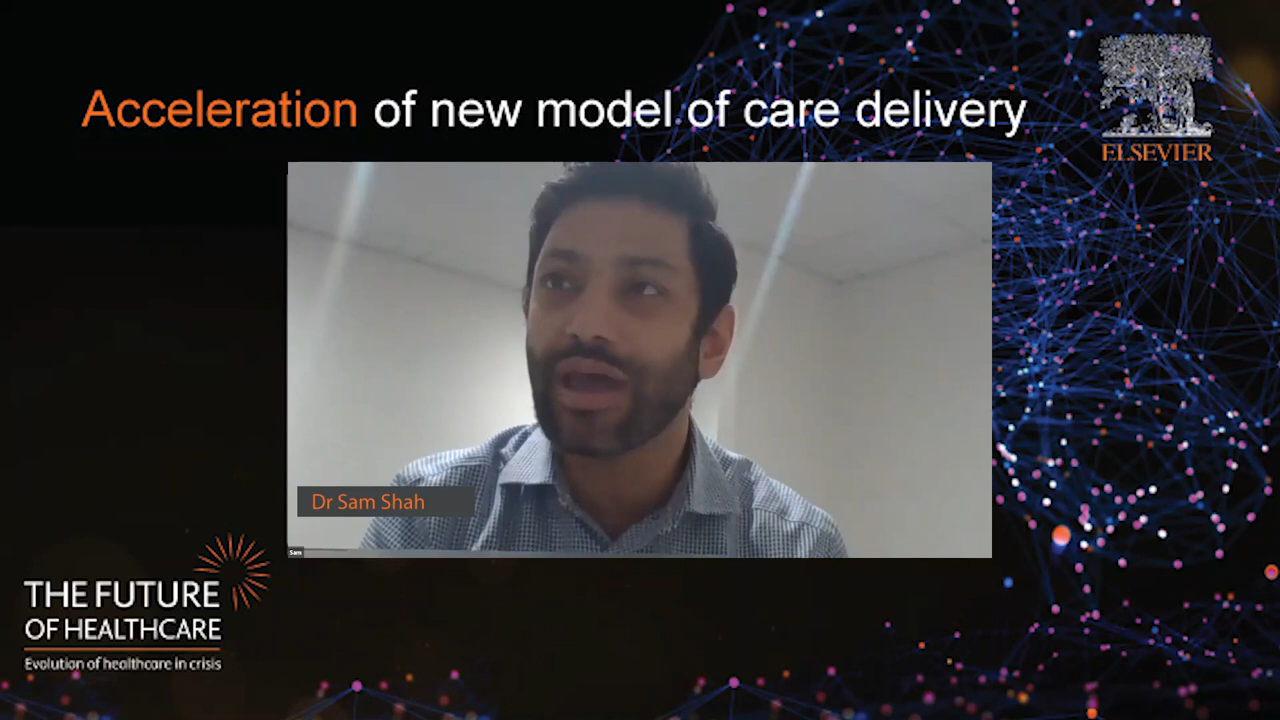 Acceleration of new model of care delivery
ELSEVIER
Dr Sam Shah
Sam
THE FUTURE
OF HEALTHCARE
Evolution of healthcare in crisis